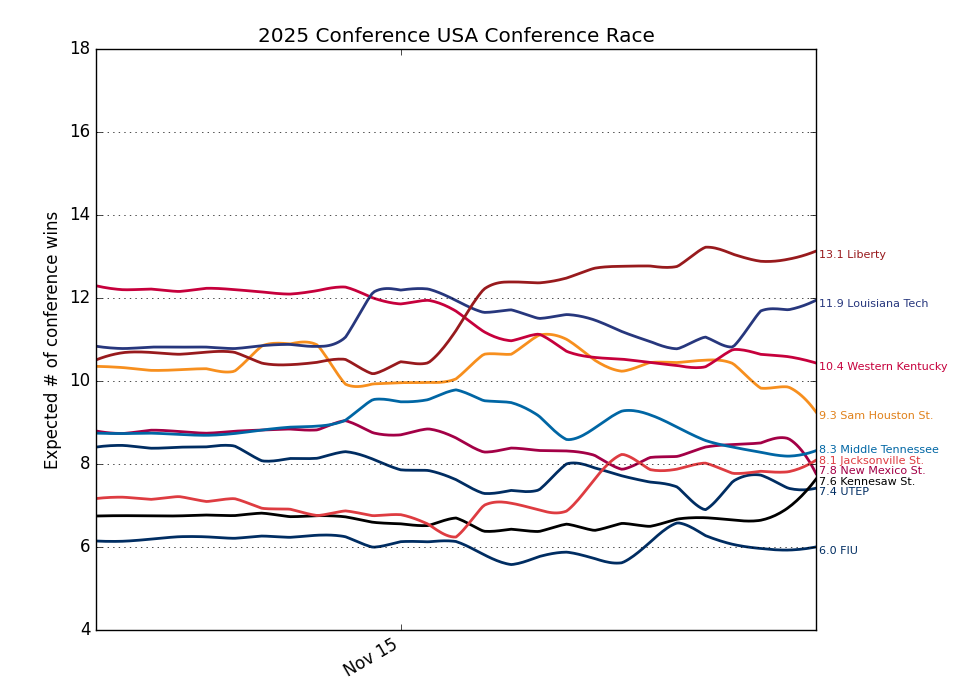 2025 Conference USA Conference Race
Expected # of conference wins
18
16
14
12
10
8
6
4
Nov 15
13.1 Liberty
11.9 Louisiana Tech
10.4 Western Kentucky
9.3 Sam Houston St.
8.3 Middle Tennessee
8.1 Jacksonville St.
7.8 New Mexico St.
7.6 Kennesaw St.
7.4 UTEP
6.0 FIU